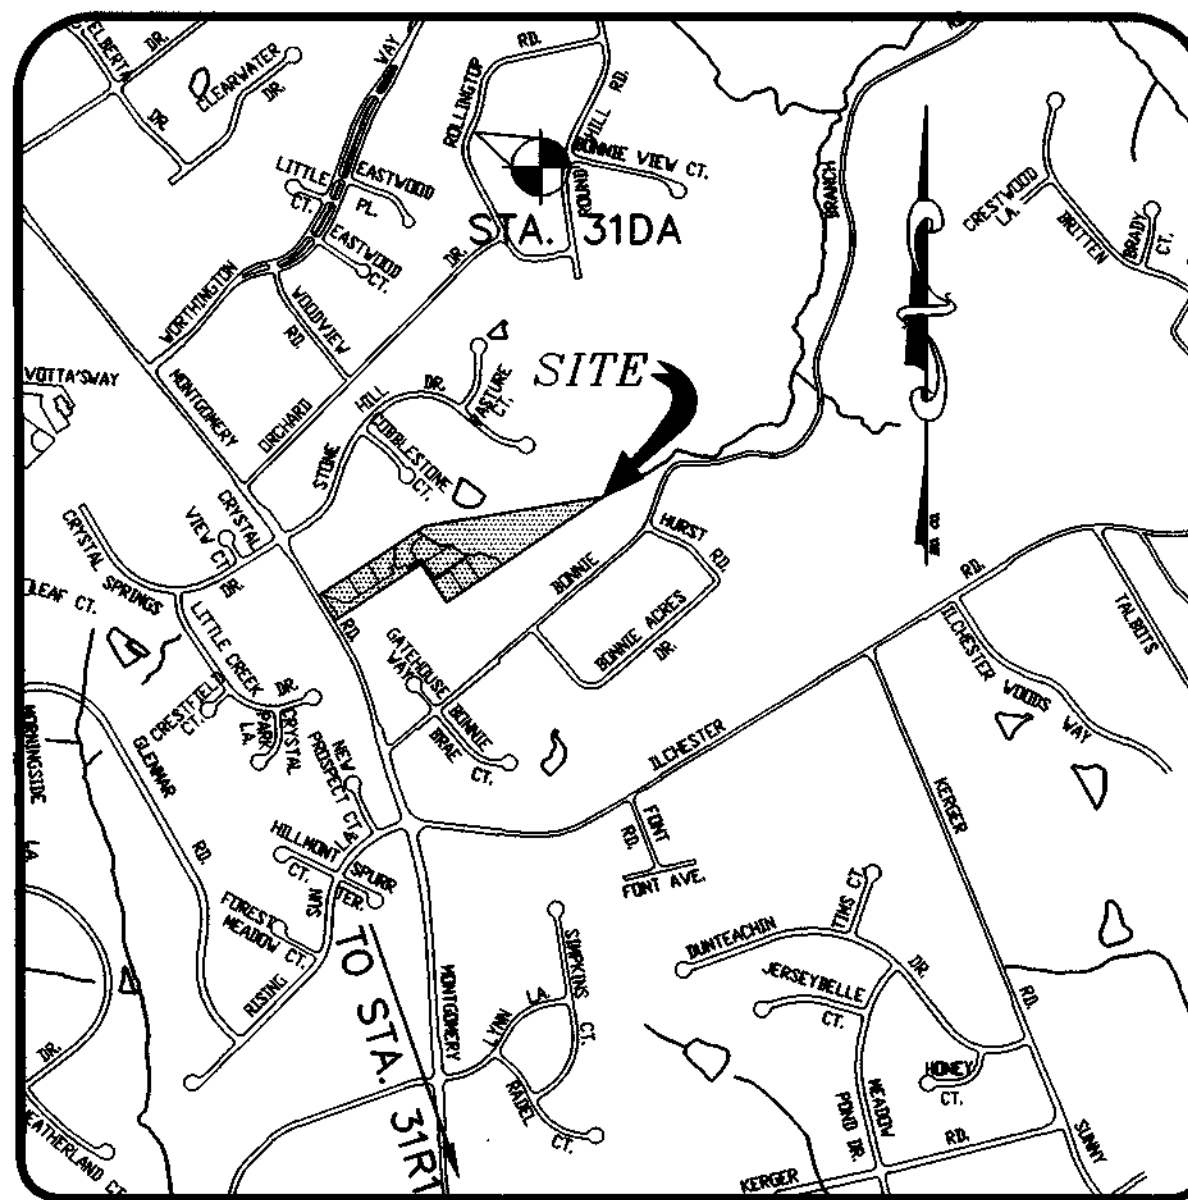 ELBERTA
DR.
DR.
CLEARWATER
DR.
WAY
RD.
ROLLINGTOP
RD.
HILL
ROUND
BONNIE VIEW CT.
LITTLE
CT.
EASTWOOD
PL.
EASTWOOD
CT.
STA. 31DA
DR.
BRANCH
CRESTWOOD
LA.
BRITTEN
BRADY
CT.
WORTHINGTON
WOODVIEW
RD.
VOTTA'SWAY
MONTGOMERY
ORCHARD
HILL
DR.
PASTURE
CT.
SITE
STONE
COBBLESTONE
CT.
CRYSTAL
VIEW CT.
CRYSTAL SPRINGS
DR.
HURST
RD.
BONNIE
RD.
LEAF CT.
LITTLE CREEK
RD.
GATEHOUSE
WAY
BONNIE ACRES
DR.
ILCHESTER WOODS WAY
TALBOTS
CRESTFIELD
CT.
DR.
CRYSTAL
PARK
LA.
BONNIE
BRAE
CT.
MORNINGSIDE
LA.
GLENMAR
RD.
NEW
PROSPECT CT.
ILCHESTER
KERGER
HILLMONT
CT.
LA.
SPURR
TER.
SUN
FONT
RD.
FONT AVE.
FOREST
MEADOW CT.
RISING
TO STA. 31R1
TIMS CT.
DUNTEACHIN
DR.
JERSEYBELLE
CT.
SIMPKINS
CT.
MONTGOMERY
LYNN
LA.
RADEL
CT.
RD.
DR.
HONEY
CT.
MEADOW
POND DR.
RD.
SUNNY
KERGER